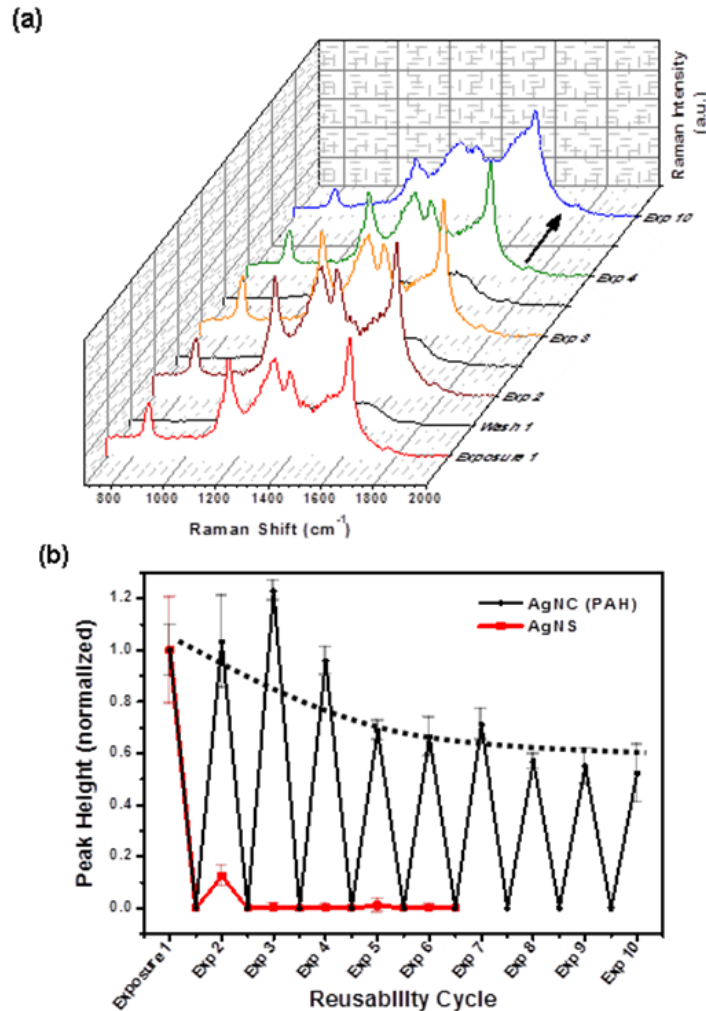 (a)
Raman Intensity
(a.u.)
Exp 10
Exp 4
Exp 3
Exp 2
Wash 1
Exposure 1
800 1000 1200 1400 1600 1800 2000
Raman Shift (cm-1)
(b)
1.2
1.0
0.8
0.6
0.4
0.2
0.0
Peak Height (normalized)
AgNC (PAH)
AgNS
Exposure 1 Exp 2 Exp 3 Exp 4 Exp 5 Exp 6 Exp 7 Exp 8 Exp 9 Exp 10
Reusability Cycle